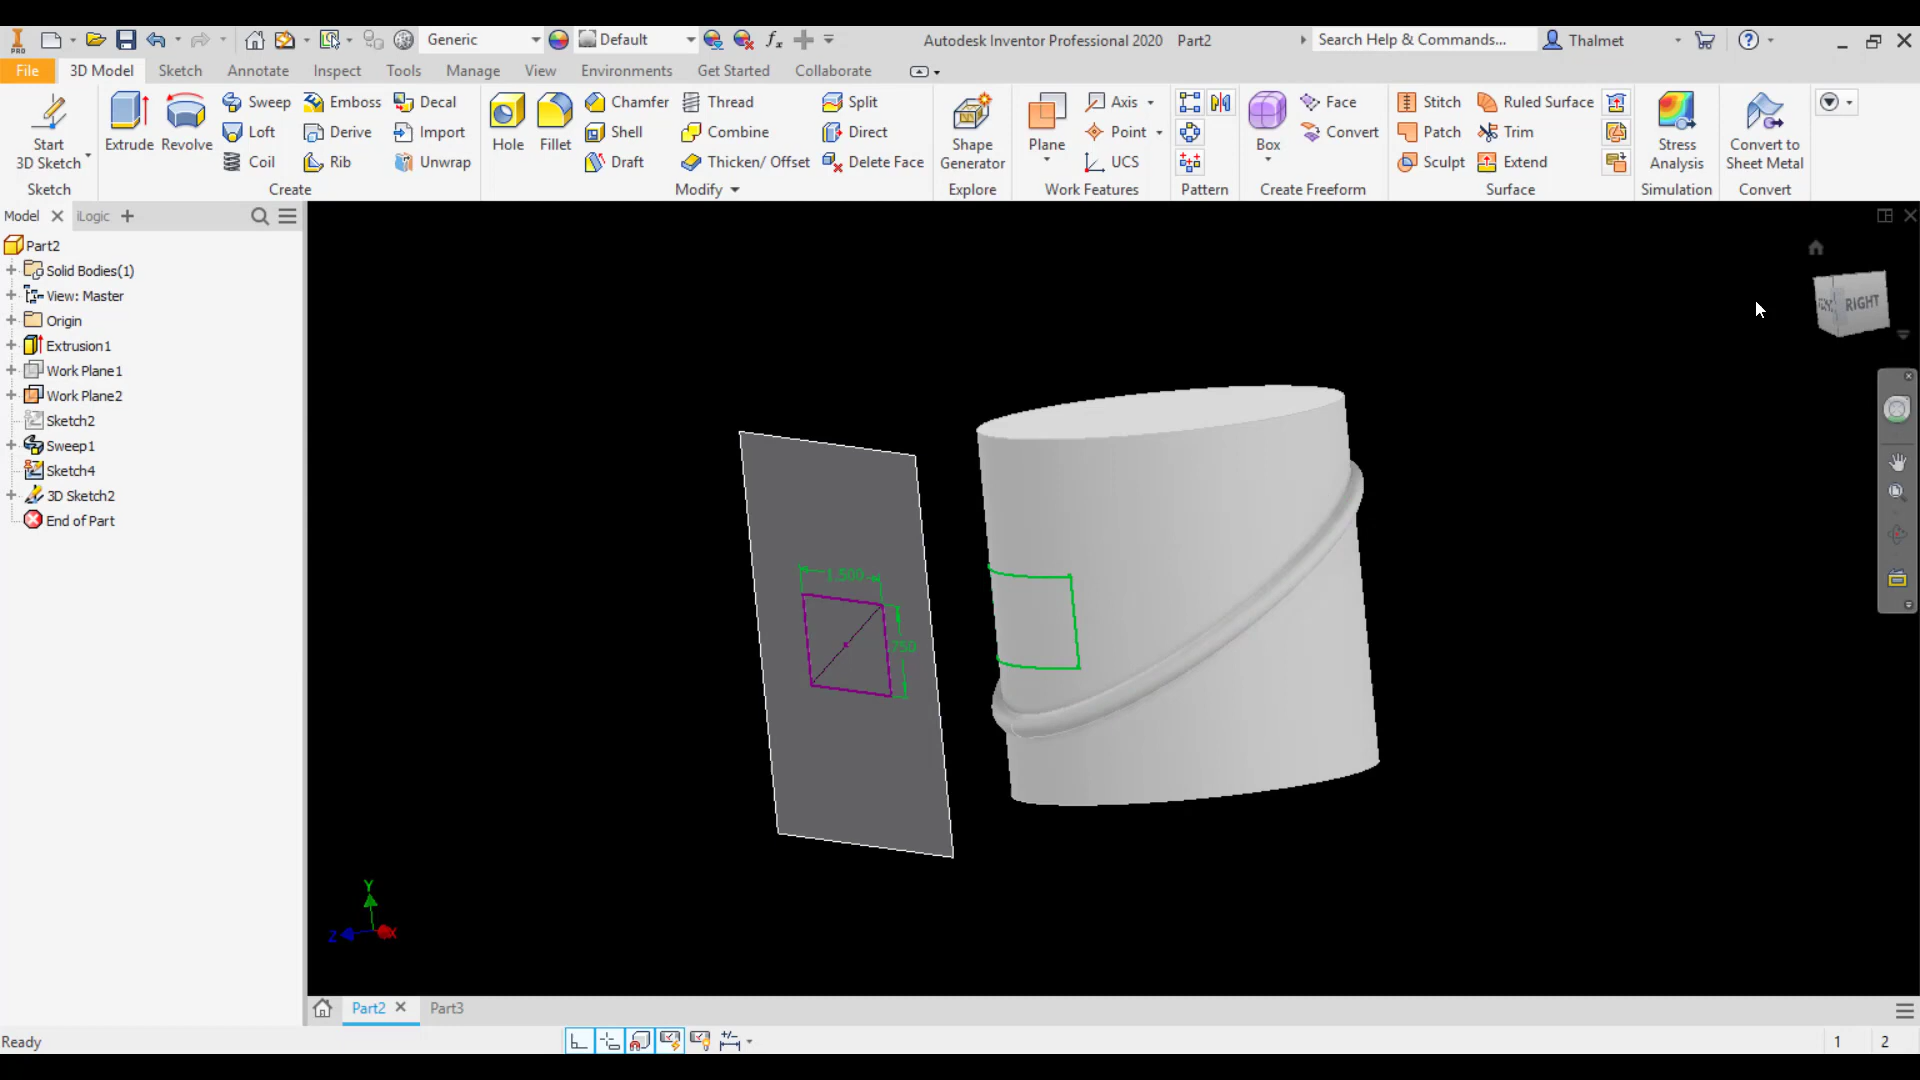 Generic
Default
Autodesk Inventor Professional 2020 Part2
Search Help & Commands...
Thalmet
File 3D Model Sketch Annotate Inspect Tools Manage View Environments Get Started Collaborate
Start
3D Sketch
Extrude
Revolve
Sweep
Loft
Coil
Emboss
Derive
Rib
Decal
Import
Unwrap
Hole
Fillet
Chamfer
Shell
Draft
Thread
Combine
Thicken/ Offset
Split
Direct
Delete Face
Shape
Generator
Plane
Axis
Point
UCS
Box
Face
Convert
Stitch
Patch
Sculpt
Ruled Surface
Trim
Extend
Stress
Analysis
Convert to
Sheet Metal
Sketch Create Modify Explore Work Features Pattern Create Freeform Surface Simulation Convert
Model iLogic
Part2
Solid Bodies(1)
View: Master
Origin
Extrusion1
Work Plane1
Work Plane2
Sketch2
Sweep1
Sketch4
3D Sketch2
End of Part
RIGHT
1.500
.750
Y
Z
X
Part2 Part3
Ready
1 2